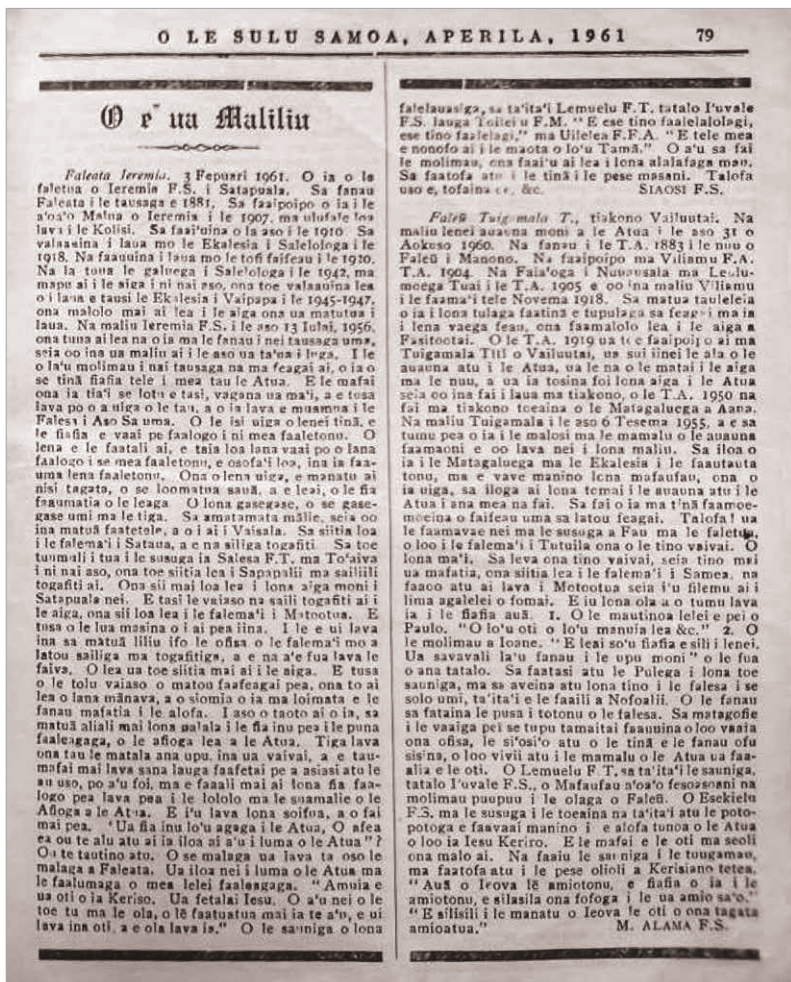 O LE SULU SAMOA, APERILA, 1961 79
O e ua Maliliu
Faleata Ieremia. 3 Fepuari 1961. O ia o le
faletua o Ieremia F.S. i Satapuala. Sa fanau
Faleata i le tausaga e 1881. Sa faaipoipo o ia i le
a'oa'o Malua o Ieremia i le 1907, ma ulufale loa
lava i le Kolisi. Sa faai'uina o la aso i le 1910 Sa
valaauina i laua mo le Ekalesia i Salelologa i le
1918. Na faauuina i laua mo le tofi faifeau i le 1920.
Na la tuua le galuega i Salelologa i le 1942, ma
mapu ai i le aiga i ni nai aso, ona toe valaauina lea
o i laua e tausi le Ekalesia i Vaipapa i le 1945-1947,
ona malolo mai ai lea i le aiga ona ua matutua i
laua. Na maliu Ieremia F.S. i le aso 13 Iulai, 1956,
ona tuua ai lea na o ia ma le fanau i nei tausaga uma,
seia oo ina ua maliu ai i le aso ua ta'ua i luga. I le
o la'u molimau i nai tausaga na ma feagai ai, o ia o
se tinā fiafia tele i mea tau le Atua. E le mafai
ona ia tia'i se lotu e tasi, vagana ua ma'i, a e tusa
lava po o a uiga o le tau, a o ia lava e muamua i le
Falesa i Aso Sa uma. O le isi uiga o lenei tinā, e
le fiafia e vaai po faalogo i ni mea faaletonu. O
lena e le faatali ai, e taia loa lana vaai po o lana
faalogo i se mea faaletonu, e osofa'i loa, ina ia faa-
uma lena faaletonu. Ona o lena uiga, e manatu ai
nisi tagata, o se loomatua sauā, a e leai, o le fia
faaumatia o le leaga O lona gasegase, o se gase-
gase umi ma le tiga. Sa amatamata mālie, seia oo
ina matuā faatetele, a o i ai i Vaisala. Sa siitia loa
i le falema'i i Sataua, a e na siliga togafiti Sa toe
tuumali i tua i le susuga ia Salesa F.T. ma To'aiva
i ni nai aso, ona toe siitia lea i Sapapalii ma sailiili
togafiti ai. Ona sii mai loa lea i lona aiga moni i
Satapuala nei. E tasi le vaiaso na saili togafiti ai i
le aiga, ona sii loa lea i le falema'i i Motootua. E
tusa o le lua masina o i ai pea iina. I le e ui lava
ina sa mātuā liliu ifo le ofisa o le falema'i mo a
latou sailiga ma togafitiga, a e na a'e fua lava le
faiva. O lea ua toe siitia mai ai i le aiga. E tusa
o le tolu vaiaso o matou faafeagai pea, ona to ai
lea o lana mānava, a o siomia o ia ma loimata e le
fanau mafatia i le alofa. I aso o taoto ai o ia, sa
matuā aliali mai lona galala i le fia inu pea i le puna
faaleagaga, o le afioga lea a le Atua. Tiga lava
ona tau le matala ana upu, ina ua vaivai, a e tau-
mafai mai lava sana lauga faafetai pe a asiasi atu le
au uso, po a'u foi, ma e faaali mai ai lona fia faa-
logo pea lava pea i le lololo ma le suamalie o le
Afioga a le Atua. E i'u lava lona soifua, a o fai
mai pea. 'Ua fia inu lo'u agaga i le Atua, O afea
ea ou te alu atu ai ia iloa ai a'u i luma o le Atua"?
Ou te tautino atu. O se malaga ua lava ta oso le
malaga a Faleata. Ua iloa nei i luma o le Atua ma
le faalumaga o mea lelei faaleagaga. "Amuia e
ua oti o ia Keriso. Ua fetalai Iesu. O a'u nei o le
toe tu ma le ola, o lē faatuatua mai ia te a'u, e ui
lava ina oti, a e ola lava ia." O le sauniga o lona
falelauasiga, sa ta'ita'i Lemuelu F.T. tatalo I'uvale
F.S. lauga Toilei u F.M. "E ese tino faalelalolagi,
ese tino faalelagi," ma Uilelea F.F.A. "E tele mea
e nonofo ai i le maota o lo'u Tamā." O a'u sa fai
le molimau, ona faai'u ai lea i lona alalafaga mau.
Sa faatofa atu i le tinā i le pese masani. Talofa
uso e, tofaina ia, &c. SIAOSI F.S.
Faleū Tuigamala T., tiakono Vailuutai. Na
maliu lenei auauna moni a le Atua i le aso 31 o
Aokuso 1960. Na fanau i le T.A. 1883 i le nuu o
Faleū i Manono. Na faaipoipo ma Viliamu F.A.
T.A. 1904. Na Faia'oga i Nuuausala ma Leulu-
moega Tuai i le T.A. 1905 e oo ina maliu Viliamu
i le faama'i tele Novema 1918. Sa matua tauleleia
o ia i lona tulaga faatinā e tupulaga sa feagai ma ia
i lena vaega feau, ona faamalolo lea i le aiga a
Fasitootai. O le T.A. 1919 ua toe faaipoipo ai ma
Tuigamala Titi o Vailuutai, ua sui iinei le ala o le
auauna atu i le Atua, ua le na o le matai i le aiga
ma le nuu, a ua ia tosina foi lona aiga i le Atua
seia oo ina fai i laua ma tiakono, o le T.A. 1950 na
fai ma tiakono toeaina o le Matagaluega a Aana.
Na maliu Tuigamala i le aso 6 Tesema 1955, a e sa
tumu pea o ia i le malosi ma le mamalu o le auauna
faamaoni e oo lava nei i lona maliu. Sa iloa o
ia i le Matagaluega ma le Ekalesia i le faautauta
tonu, ma e vave manino lona mafaufau, ona o
ia uiga, sa iloga ai lona tomai i le auauna atu i le
Atua i ana mea na fai. Sa fai o ia ma tinā faamoe-
moeina o faifeau uma sa latou feagai. Talofa! ua
le faamavae nei ma le susuga a Fau ma le faletua,
o loo i le falema'i i Tutuila ona o le tino vaivai. O
lona ma'i. Sa leva ona tino vaivai, seia tino mai
ua mafatia, ona siitia lea i le falema'i i Samea, na
faaoo atu ai lava i Motootua seia i'u filemu ai i
lima agalelei o fomai. E iu lona ola a o tumu lava
ia i le fiafia auā. 1. O le mautinoa lelei e pei o
Paulo. "O lo'u oti o lo'u manuia lea &c." 2. O
le molimau a Ioane. "E leai so'u fiafia e sili i lenei.
Ua savavali la'u fanau i le upu moni" o le fua
o ana tatalo. Sa faatasi atu le Pulega i lona toe
sauniga, ma sa aveina atu lona tino i le falesa i se
solo umi, ta'ita'i e le faaili a Nofoalii. O le fanau
sa fataina le pusa i totonu o le falesa. Sa matagofie
i le vaaiga pei se tupu tamaitai faauuina o loo vaaia
ona ofisa, le si'osi'o atu o le tinā e le fanau ofu
sisina, o loo vivii atu i le mamalu o le Atua ua faa-
alia e le oti. O Lemuelu F T. sa ta'ita'i le sauniga,
tatalo I'uvale F.S., o Mafaufau a'oa'o fesoasoani na
molimau puupuu i le olaga o Faleū. O Esekielu
F.S. ma le susuga i le toeaina na ta'ita'i atu le poto-
potoga e faavaai manino i e alofa tunoa o le Atua
o loo ia Iesu Keriro. E le mafai e le oti ma seoli
ona malo ai. Na faaiu le sauniga i le tuugamau,
ma faatofa atu i le pese olioli a Kerisiano tetea.
"Auā o Ieova lē amiotonu, e fiafia o ia i le
amiotonu, e silasila ona fofoga i le ua amio sa'o."
"E silisili i le manatu o Ieova le oti o ona tagata
amioatua." M. ALAMA F.S.